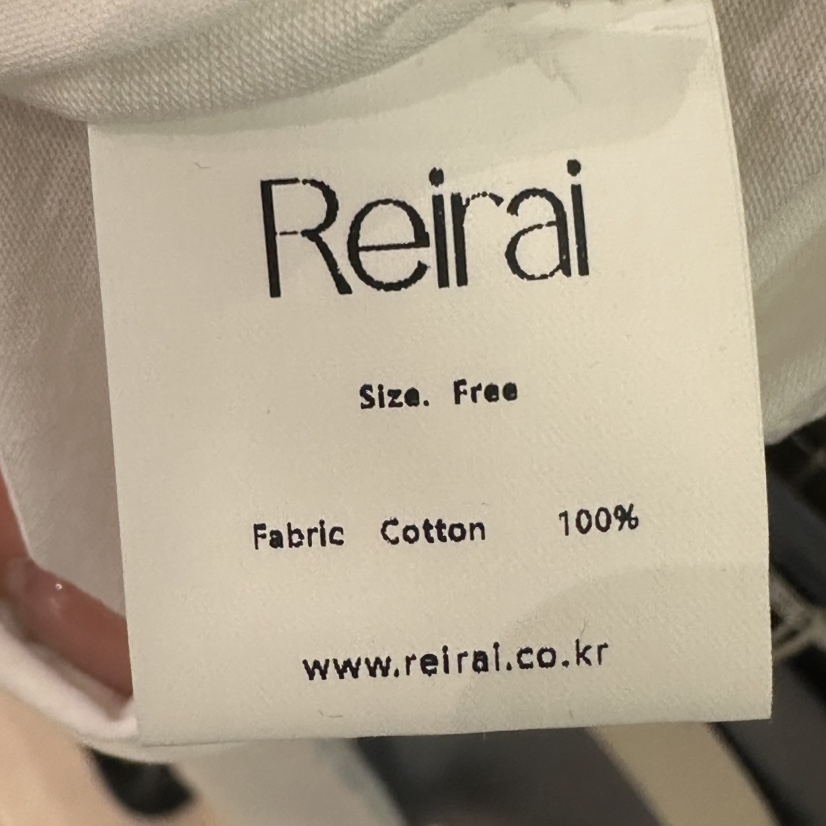 Reirai
Size. Free
Fabric Cotton 100%
www.reirai.co.kr